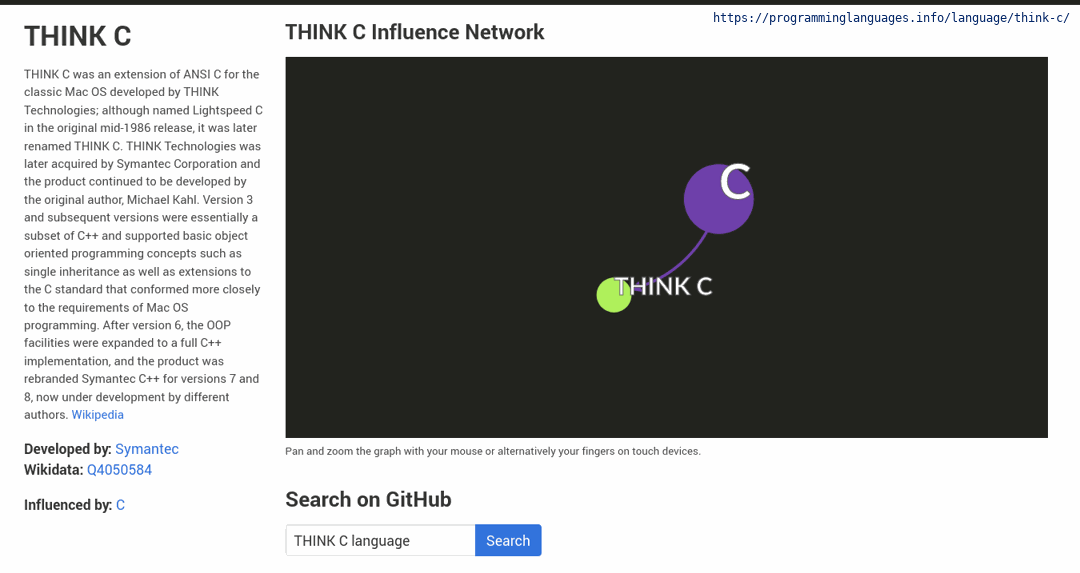 https://programminglanguages.info/language/think-c/
THINK C
THINK C was an extension of ANSI C for the
classic Mac OS developed by THINK
Technologies; although named Lightspeed C
in the original mid-1986 release, it was later
renamed THINK C. THINK Technologies was
later acquired by Symantec Corporation and
the product continued to be developed by
the original author, Michael Kahl. Version 3
and subsequent versions were essentially a
subset of C++ and supported basic object
oriented programming concepts such as
single inheritance as well as extensions to
the C standard that conformed more closely
to the requirements of Mac OS
programming. After version 6, the OOP
facilities were expanded to a full C++
implementation, and the product was
rebranded Symantec C++ for versions 7 and
8, now under development by different
authors. Wikipedia
Developed by: Symantec
Wikidata: Q4050584
Influenced by: C
THINK C Influence Network
C
THINK C
Pan and zoom the graph with your mouse or alternatively your fingers on touch devices.
Search on GitHub
THINK C language
Search